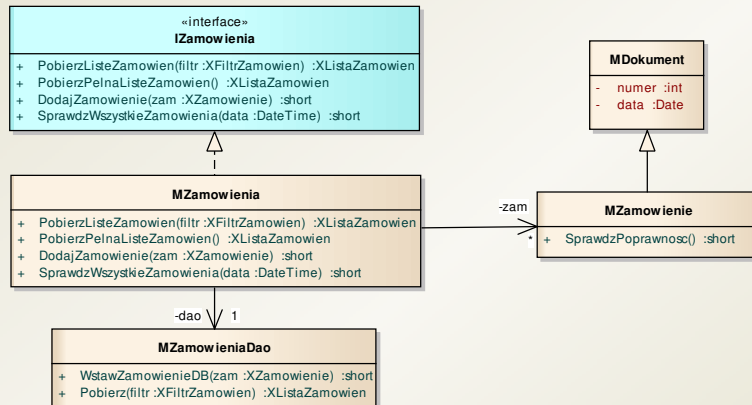 «interface»
IZamowienia
+ PobierzListeZamowien(filtr :XFiltrZamowien) :XListaZamowien
+ PobierzPelnaListeZamowien() :XListaZamowien
+ DodajZamowienie(zam :XZamowienie) :short
+ SprawdzWszystkieZamowienia(data :DateTime) :short
MDokument
- numer :int
- data :Date
MZamowienia
+ PobierzListeZamowien(filtr :XFiltrZamowien) :XListaZamowien
+ PobierzPelnaListeZamowien() :XListaZamowien
+ DodajZamowienie(zam :XZamowienie) :short
+ SprawdzWszystkieZamowienia(data :DateTime) :short
-zam
*
MZamowienie
+ SprawdzPoprawnosc() :short
-dao 1
MZamowieniaDao
+ WstawZamowienieDB(zam :XZamowienie) :short
+ Pobierz(filtr :XFiltrZamowien) :XListaZamowien